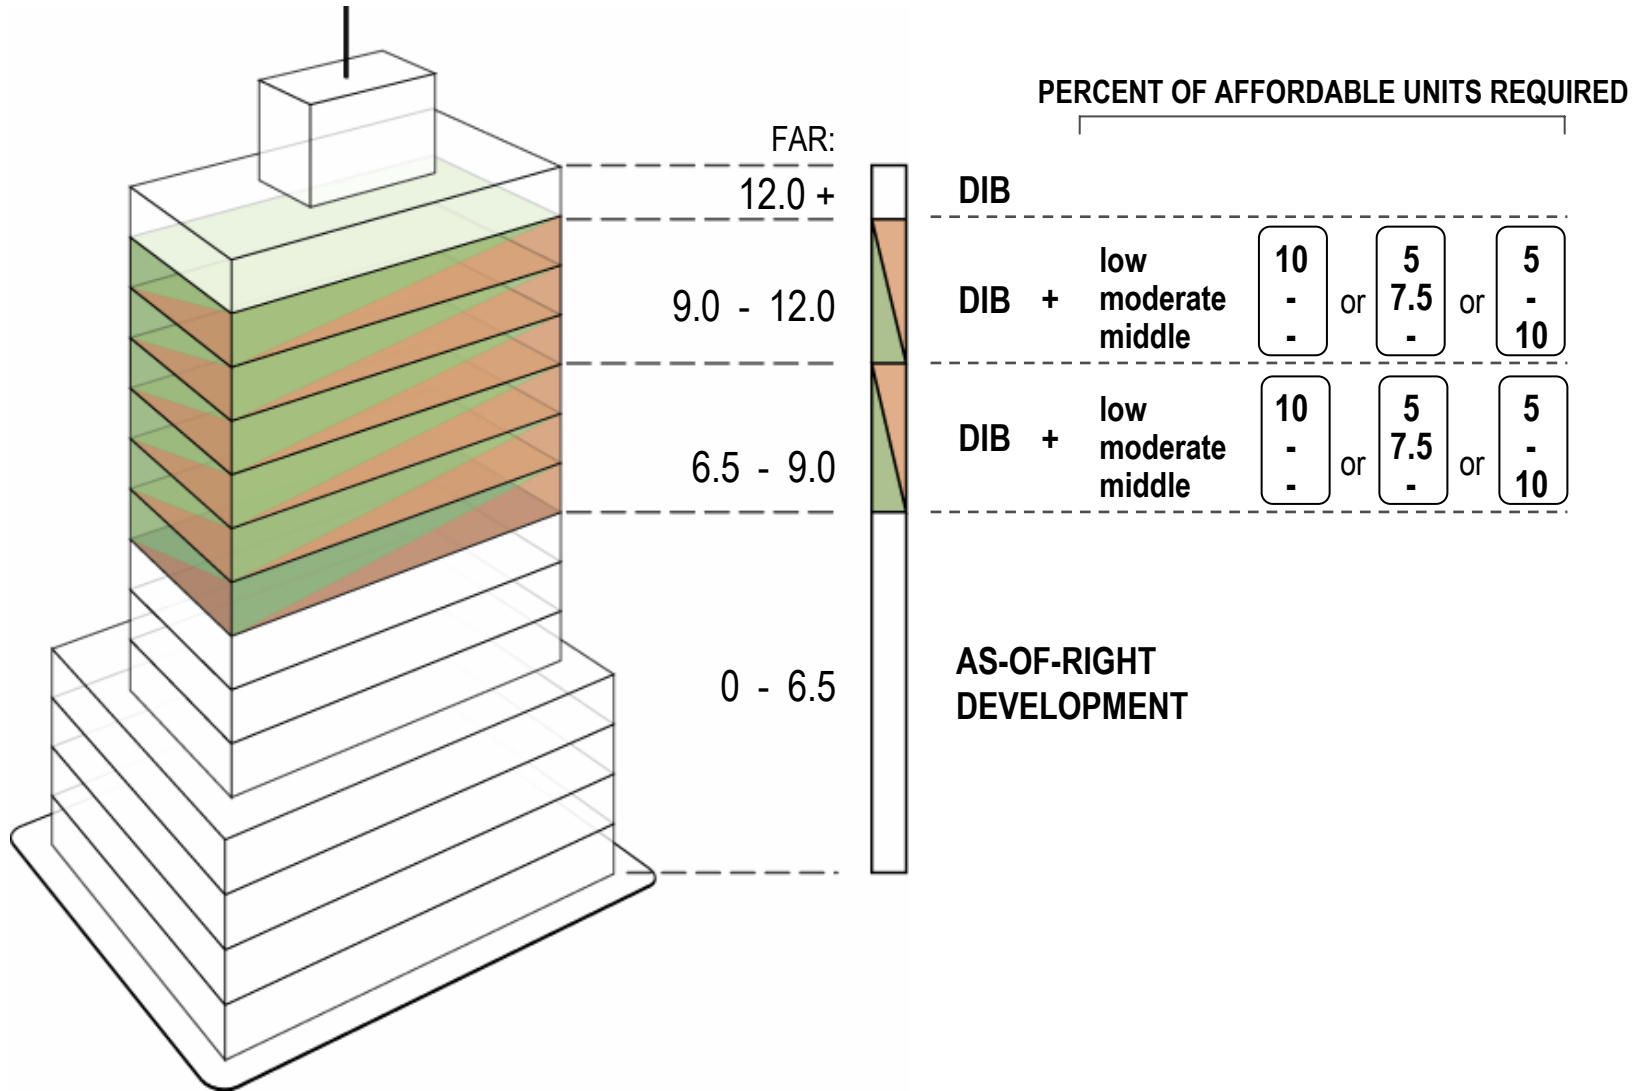 PERCENT OF AFFORDABLE UNITS REQUIRED
FAR:
12.0 + DIB
9.0 - 12.0 DIB +
low 10 5 5
moderate - or 7.5 or -
middle - - 10
6.5 - 9.0 DIB +
low 10 5 5
moderate - or 7.5 or -
middle - - 10
0 - 6.5
AS-OF-RIGHT
DEVELOPMENT